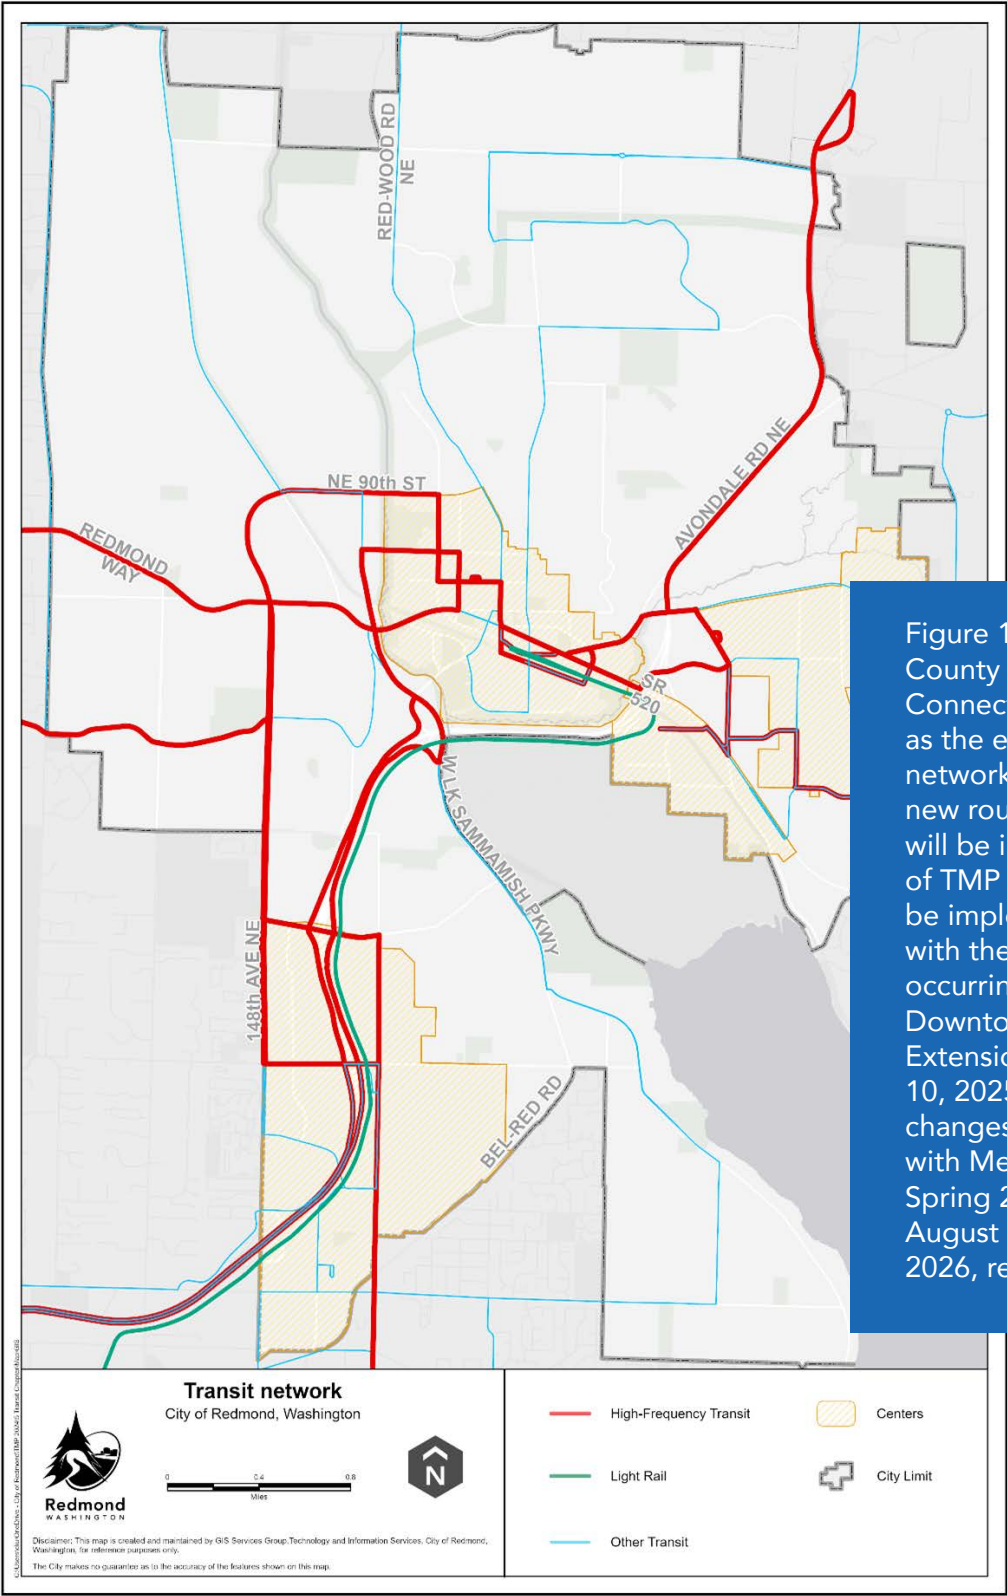 RED-WOOD RD
NE
NE 90th ST
AVONDALE RD NE
REDMOND
WAY
SR
520
W LK SAMMAMISH PKWY
148th AVE NE
BEL-RED RD
Figure 1
County
Connect
as the e
network
new rou
will be i
of TMP
be imple
with the
occurrin
Downto
Extensio
10, 2025
changes
with Me
Spring 2
August
2026, re
Transit network
City of Redmond, Washington
Redmond
WASHINGTON
0 0.4 0.8
Miles
N
High-Frequency Transit
Light Rail
Other Transit
Centers
City Limit
Disclaimer: This map is created and maintained by GIS Services Group,Technology and Information Services, City of Redmond,
Washington, for reference purposes only.
The City makes no guarantee as to the accuracy of the features shown on this map.